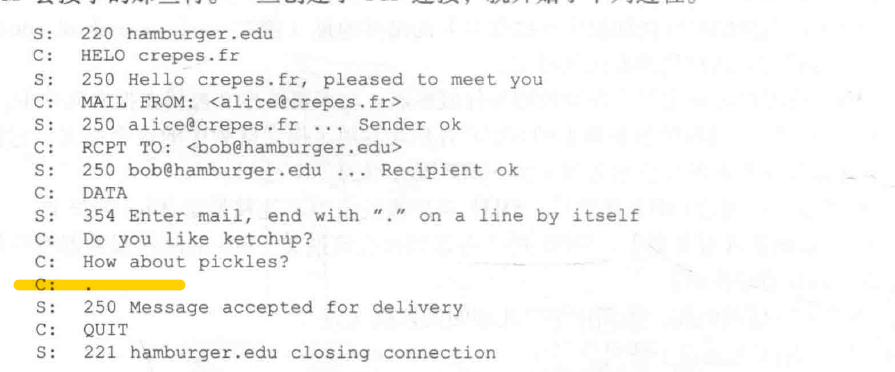 S: 220 hamburger.edu
C: HELO crepes.fr
S: 250 Hello crepes.fr, pleased to meet you
C: MAIL FROM: <alice@crepes.fr>
S: 250 alice@crepes.fr ... Sender ok
C: RCPT TO: <bob@hamburger.edu>
S: 250 bob@hamburger.edu ... Recipient ok
C: DATA
S: 354 Enter mail, end with "." on a line by itself
C: Do you like ketchup?
C: How about pickles?
C: .
S: 250 Message accepted for delivery
C: QUIT
S: 221 hamburger.edu closing connection